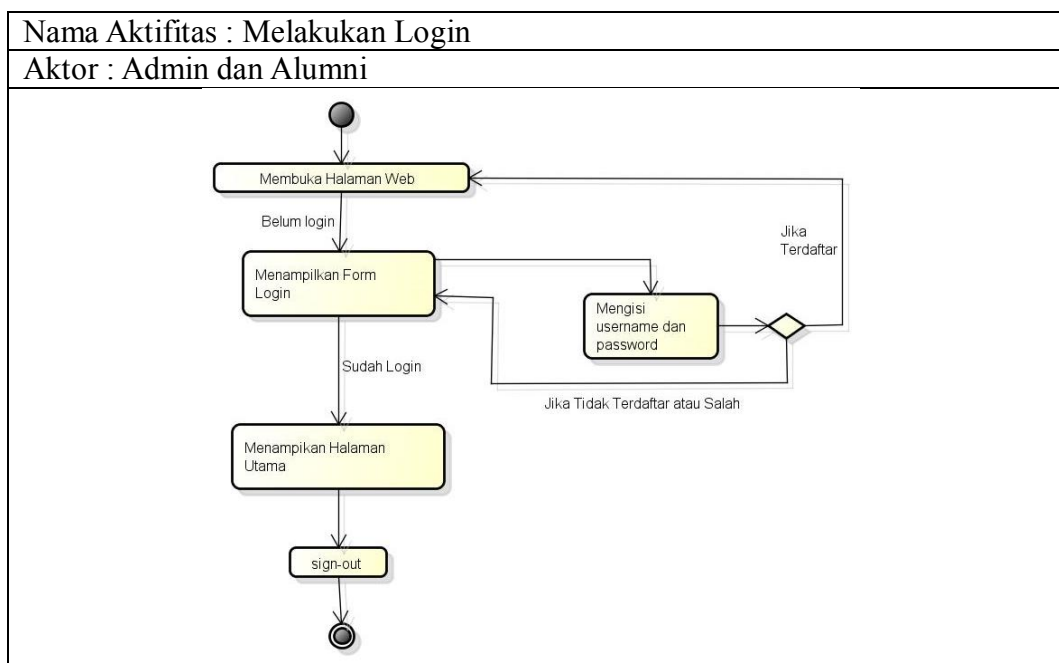 Nama Aktifitas : Melakukan Login
Aktor : Admin dan Alumni
Membuka Halaman Web
Belum login
Jika
Terdaftar
Menampilkan Form
Login
Mengisi
username dan
password
Sudah Login
Jika Tidak Terdaftar atau Salah
Menampikan Halaman
Utama
sign-out